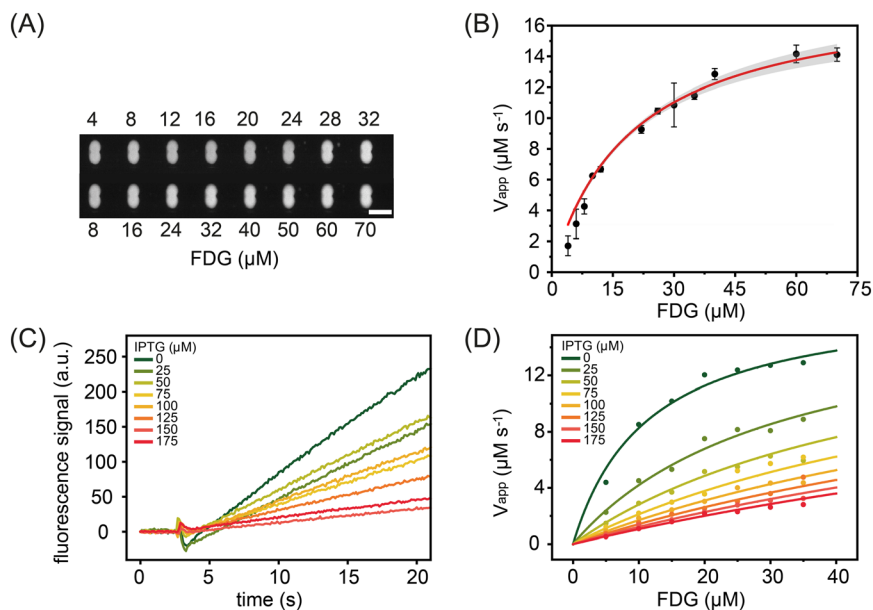 (A)
4 8 12 16 20 24 28 32
8 16 24 32 40 50 60 70
FDG (µM)
(B)
16
14
12
10
8
6
4
2
0
Vapp (µM s⁻¹)
0 15 30 45 60 75
FDG (µM)
(C)
IPTG (µM)
0
25
50
75
100
125
150
175
250
200
150
100
50
0
fluorescence signal (a.u.)
0 5 10 15 20
time (s)
(D)
IPTG (µM)
0
25
50
75
100
125
150
175
12
8
4
0
Vapp (µM s⁻¹)
0 10 20 30 40
FDG (µM)